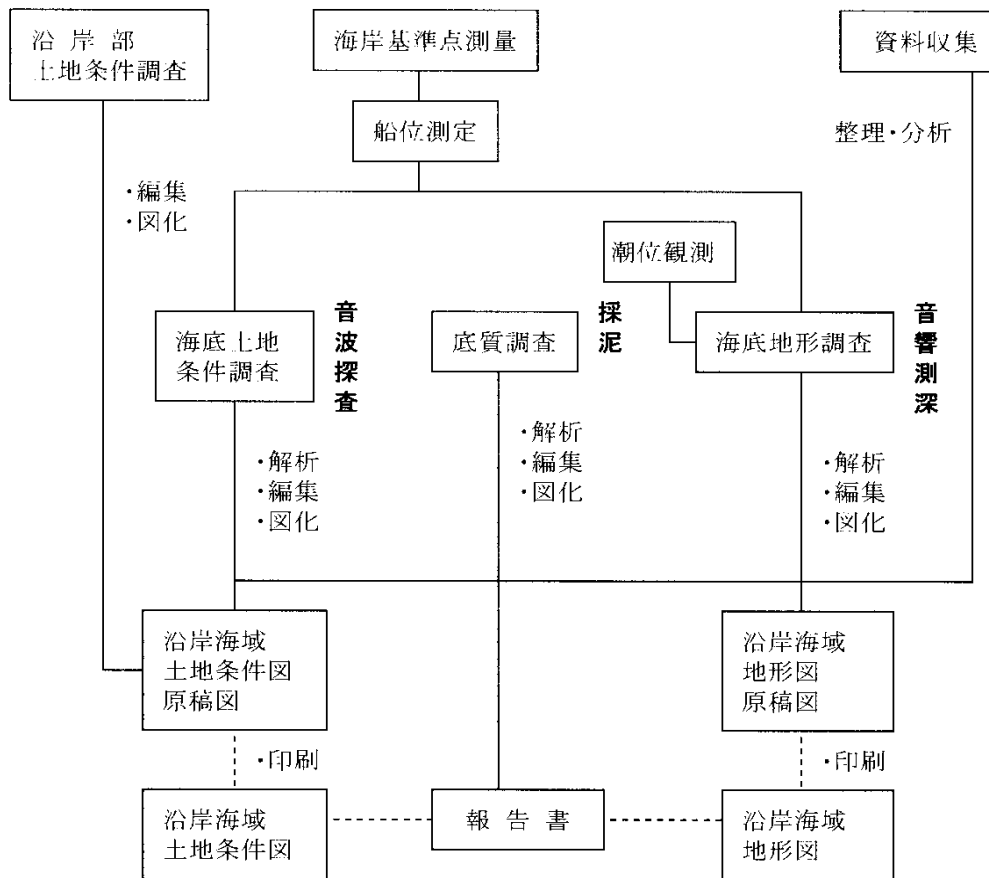 沿岸部
土地条件調査
海岸基準点測量
資料収集
船位測定
整理・分析
・編集
・図化
潮位観測
海底土地
条件調査
音波探査
底質調査
採泥
海底地形調査
音響測深
・解析
・編集
・図化
・解析
・編集
・図化
・解析
・編集
・図化
沿岸海域
土地条件図
原稿図
沿岸海域
地形図
原稿図
・印刷
・印刷
沿岸海域
土地条件図
報告書
沿岸海域
地形図